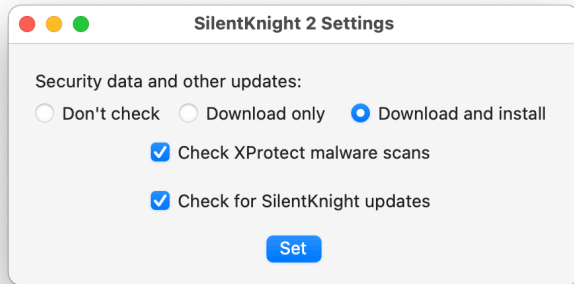 SilentKnight 2 Settings
Security data and other updates:
Don't check Download only Download and install
Check XProtect malware scans
Check for SilentKnight updates
Set